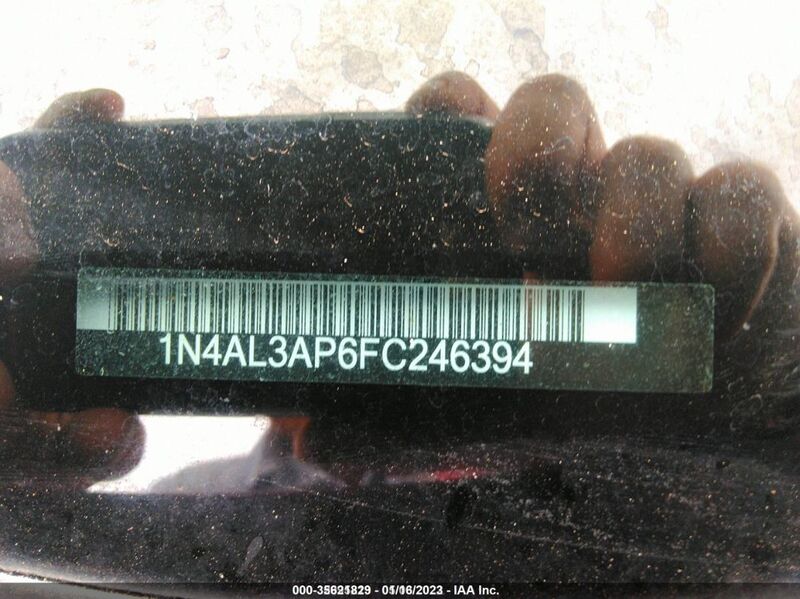 1N4AL3AP6FC246394
000-35621829 - 01/16/2023 - IAA Inc.